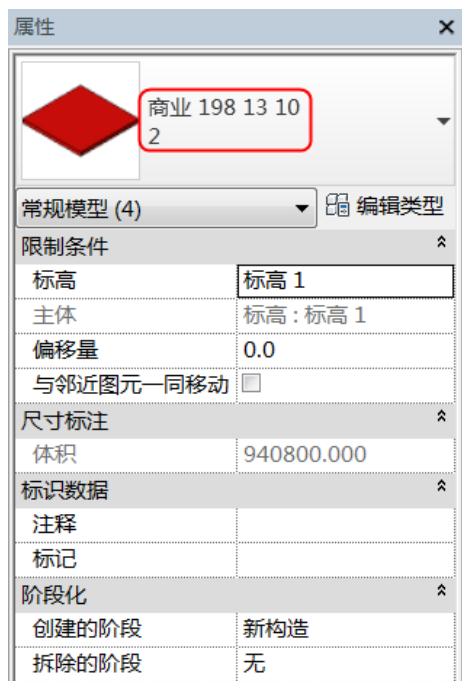 属性
商业 198 13 10
2
常规模型 (4) 编辑类型
限制条件
标高 标高 1
主体 标高 : 标高 1
偏移量 0.0
与邻近图元一同移动
尺寸标注
体积 940800.000
标识数据
注释
标记
阶段化
创建的阶段 新构造
拆除的阶段 无